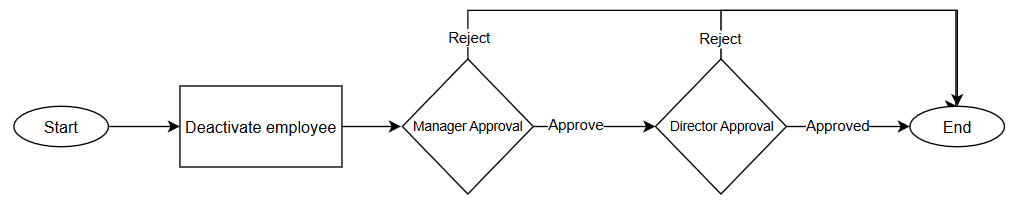 Reject
Reject
Start
Deactivate employee
Manager Approval
Approve
Director Approval
Approved
End